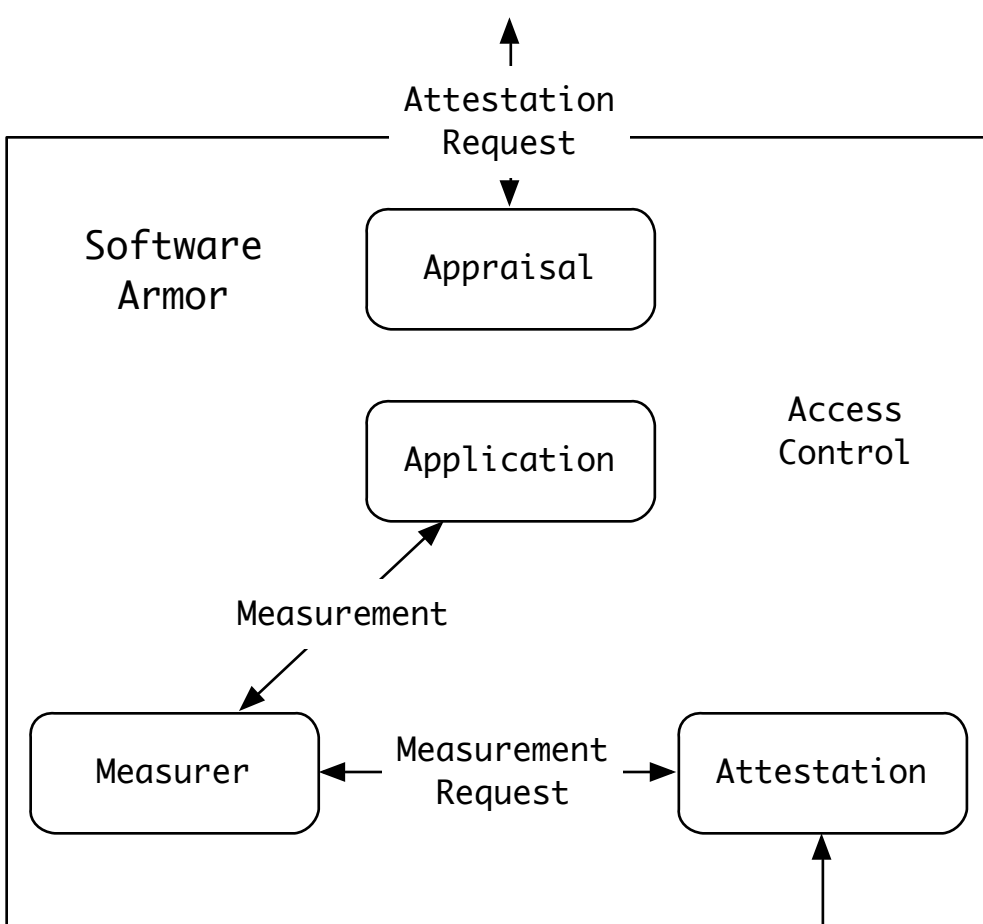 Attestation
Request
Software
Armor
Appraisal
Access
Control
Application
Measurement
Measurer
Measurement
Request
Attestation